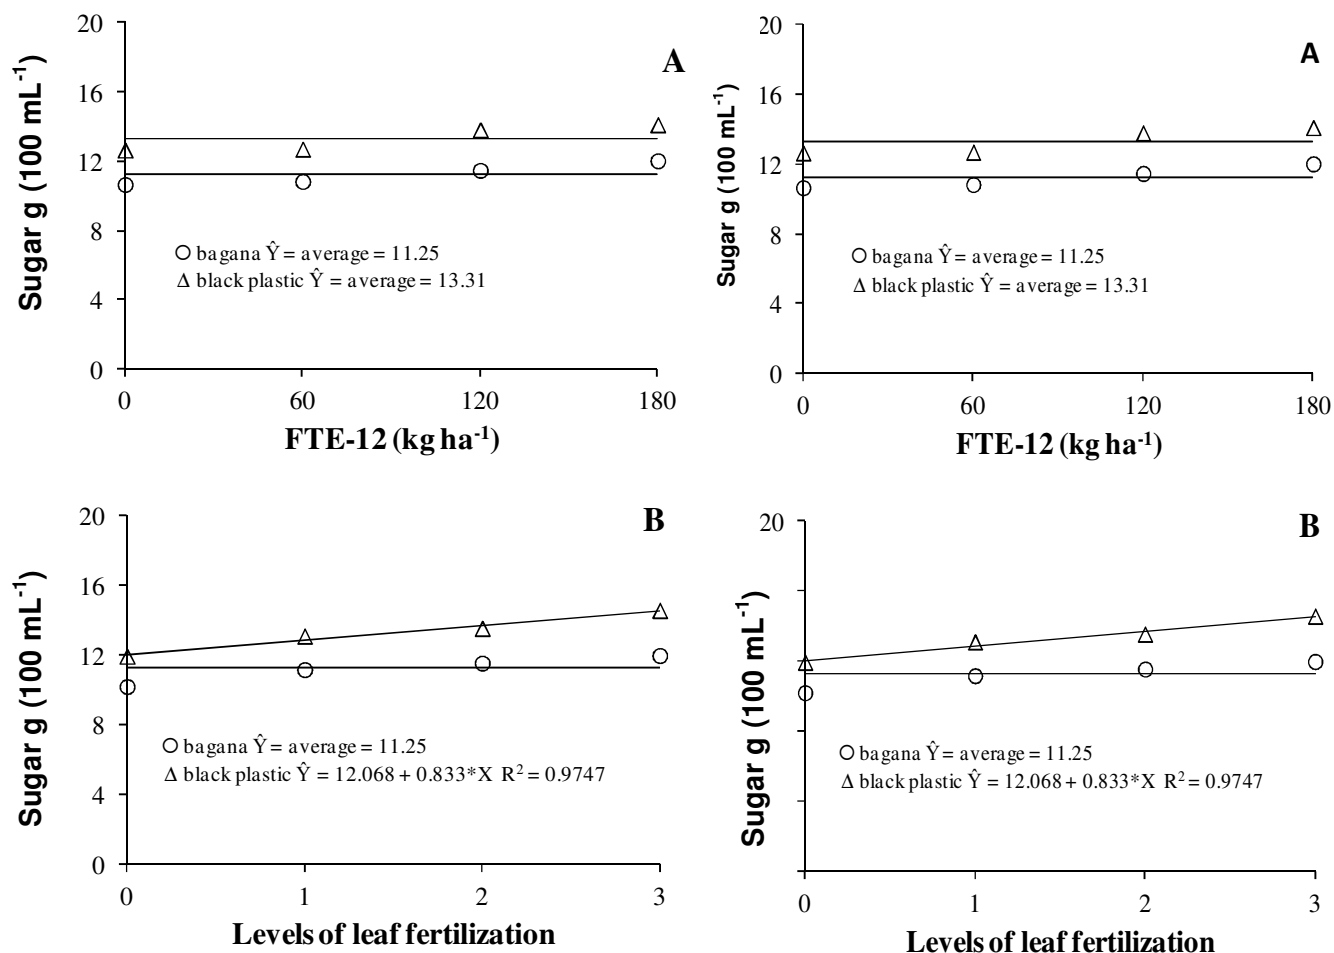 20
16
12
8
4
0
Sugar g (100 mL⁻¹)
A
○ bagana Ŷ = average = 11.25
Δ black plastic Ŷ = average = 13.31
0 60 120 180
FTE-12 (kg ha⁻¹)
20
16
12
8
4
0
Sugar g (100 mL⁻¹)
A
○ bagana Ŷ = average = 11.25
Δ black plastic Ŷ = average = 13.31
0 60 120 180
FTE-12 (kg ha⁻¹)
20
16
12
8
4
0
Sugar g (100 mL⁻¹)
B
○ bagana Ŷ = average = 11.25
Δ black plastic Ŷ = 12.068 + 0.833*X R² = 0.9747
0 1 2 3
Levels of leaf fertilization
20
Sugar g (100 mL⁻¹)
B
○ bagana Ŷ = average = 11.25
Δ black plastic Ŷ = 12.068 + 0.833*X R² = 0.9747
0 1 2 3
Levels of leaf fertilization